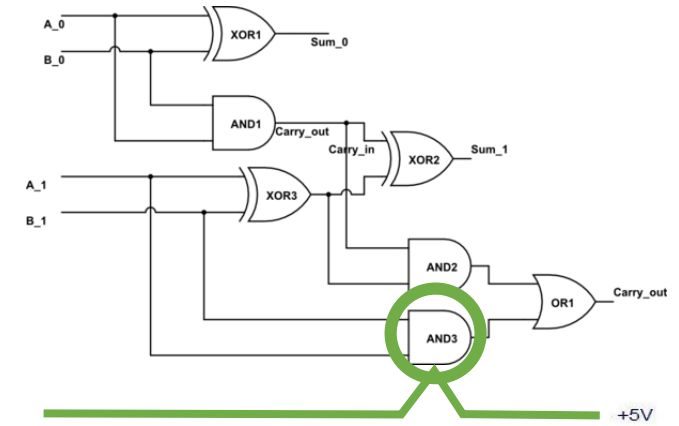 A_0
XOR1
Sum_0
B_0
AND1
Carry_out
Carry_in
XOR2
Sum_1
A_1
XOR3
B_1
AND2
Carry_out
OR1
AND3
+5V